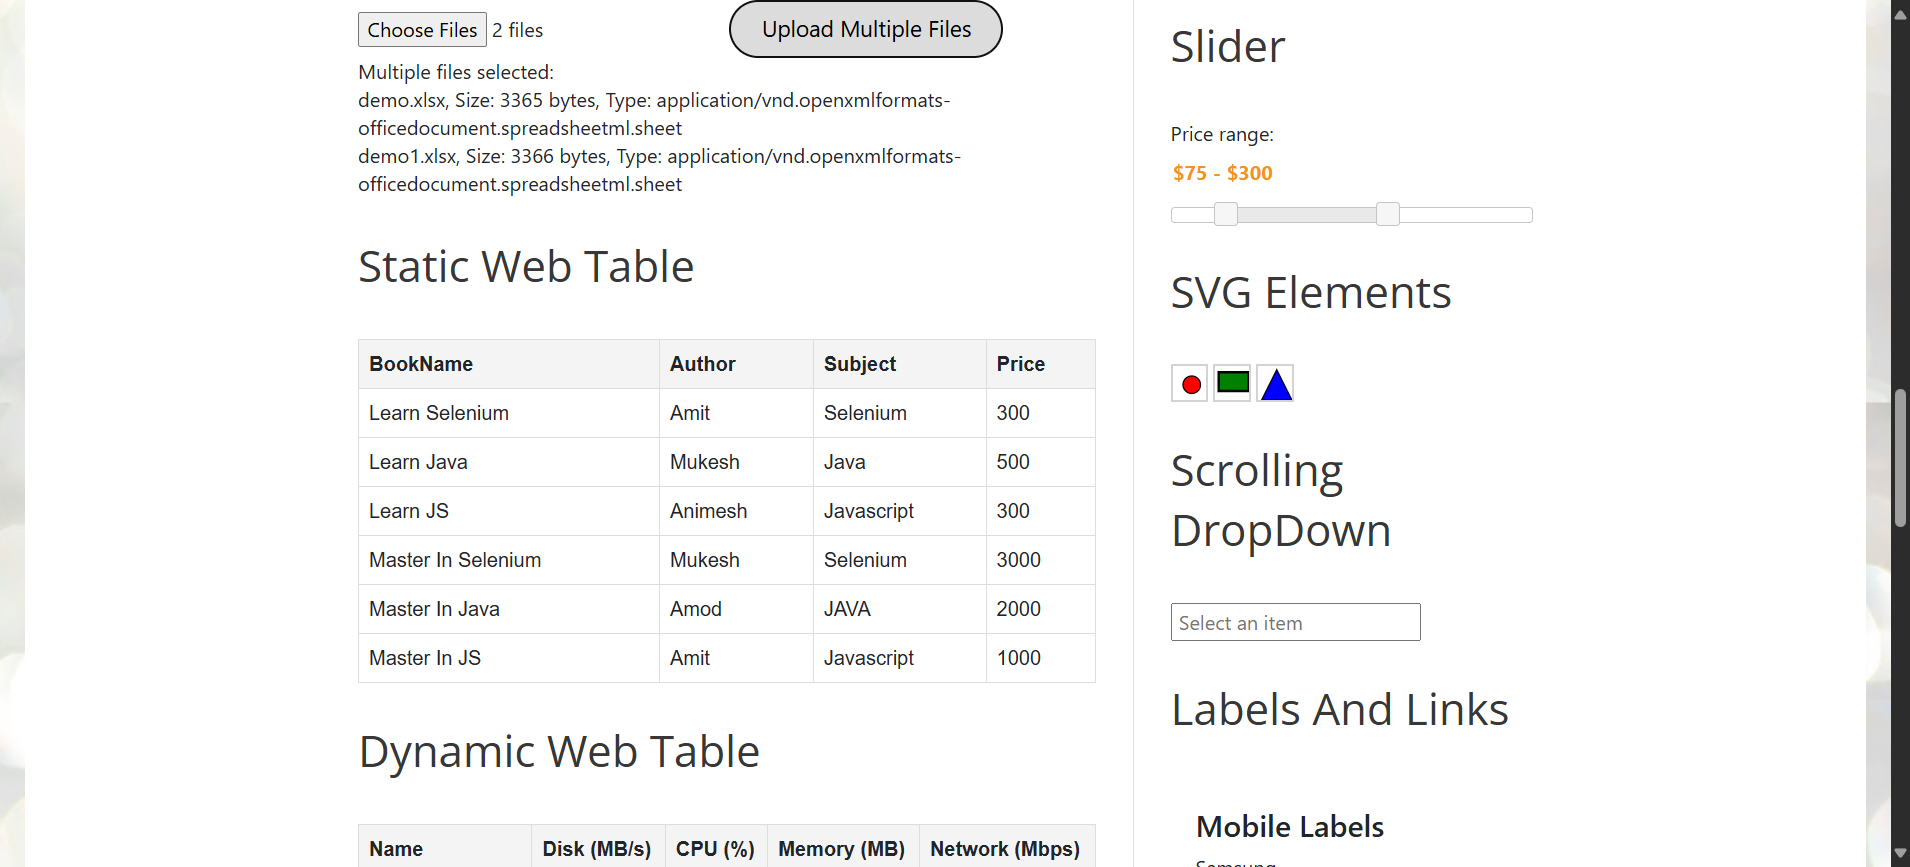 Choose Files 2 files
Upload Multiple Files
Multiple files selected:
demo.xlsx, Size: 3365 bytes, Type: application/vnd.openxmlformats-
officedocument.spreadsheetml.sheet
demo1.xlsx, Size: 3366 bytes, Type: application/vnd.openxmlformats-
officedocument.spreadsheetml.sheet
Static Web Table
BookName Author Subject Price
Learn Selenium Amit Selenium 300
Learn Java Mukesh Java 500
Learn JS Animesh Javascript 300
Master In Selenium Mukesh Selenium 3000
Master In Java Amod JAVA 2000
Master In JS Amit Javascript 1000
Dynamic Web Table
Name Disk (MB/s) CPU (%) Memory (MB) Network (Mbps)
Slider
Price range:
$75 - $300
SVG Elements
Scrolling
DropDown
Select an item
Labels And Links
Mobile Labels
Samsung